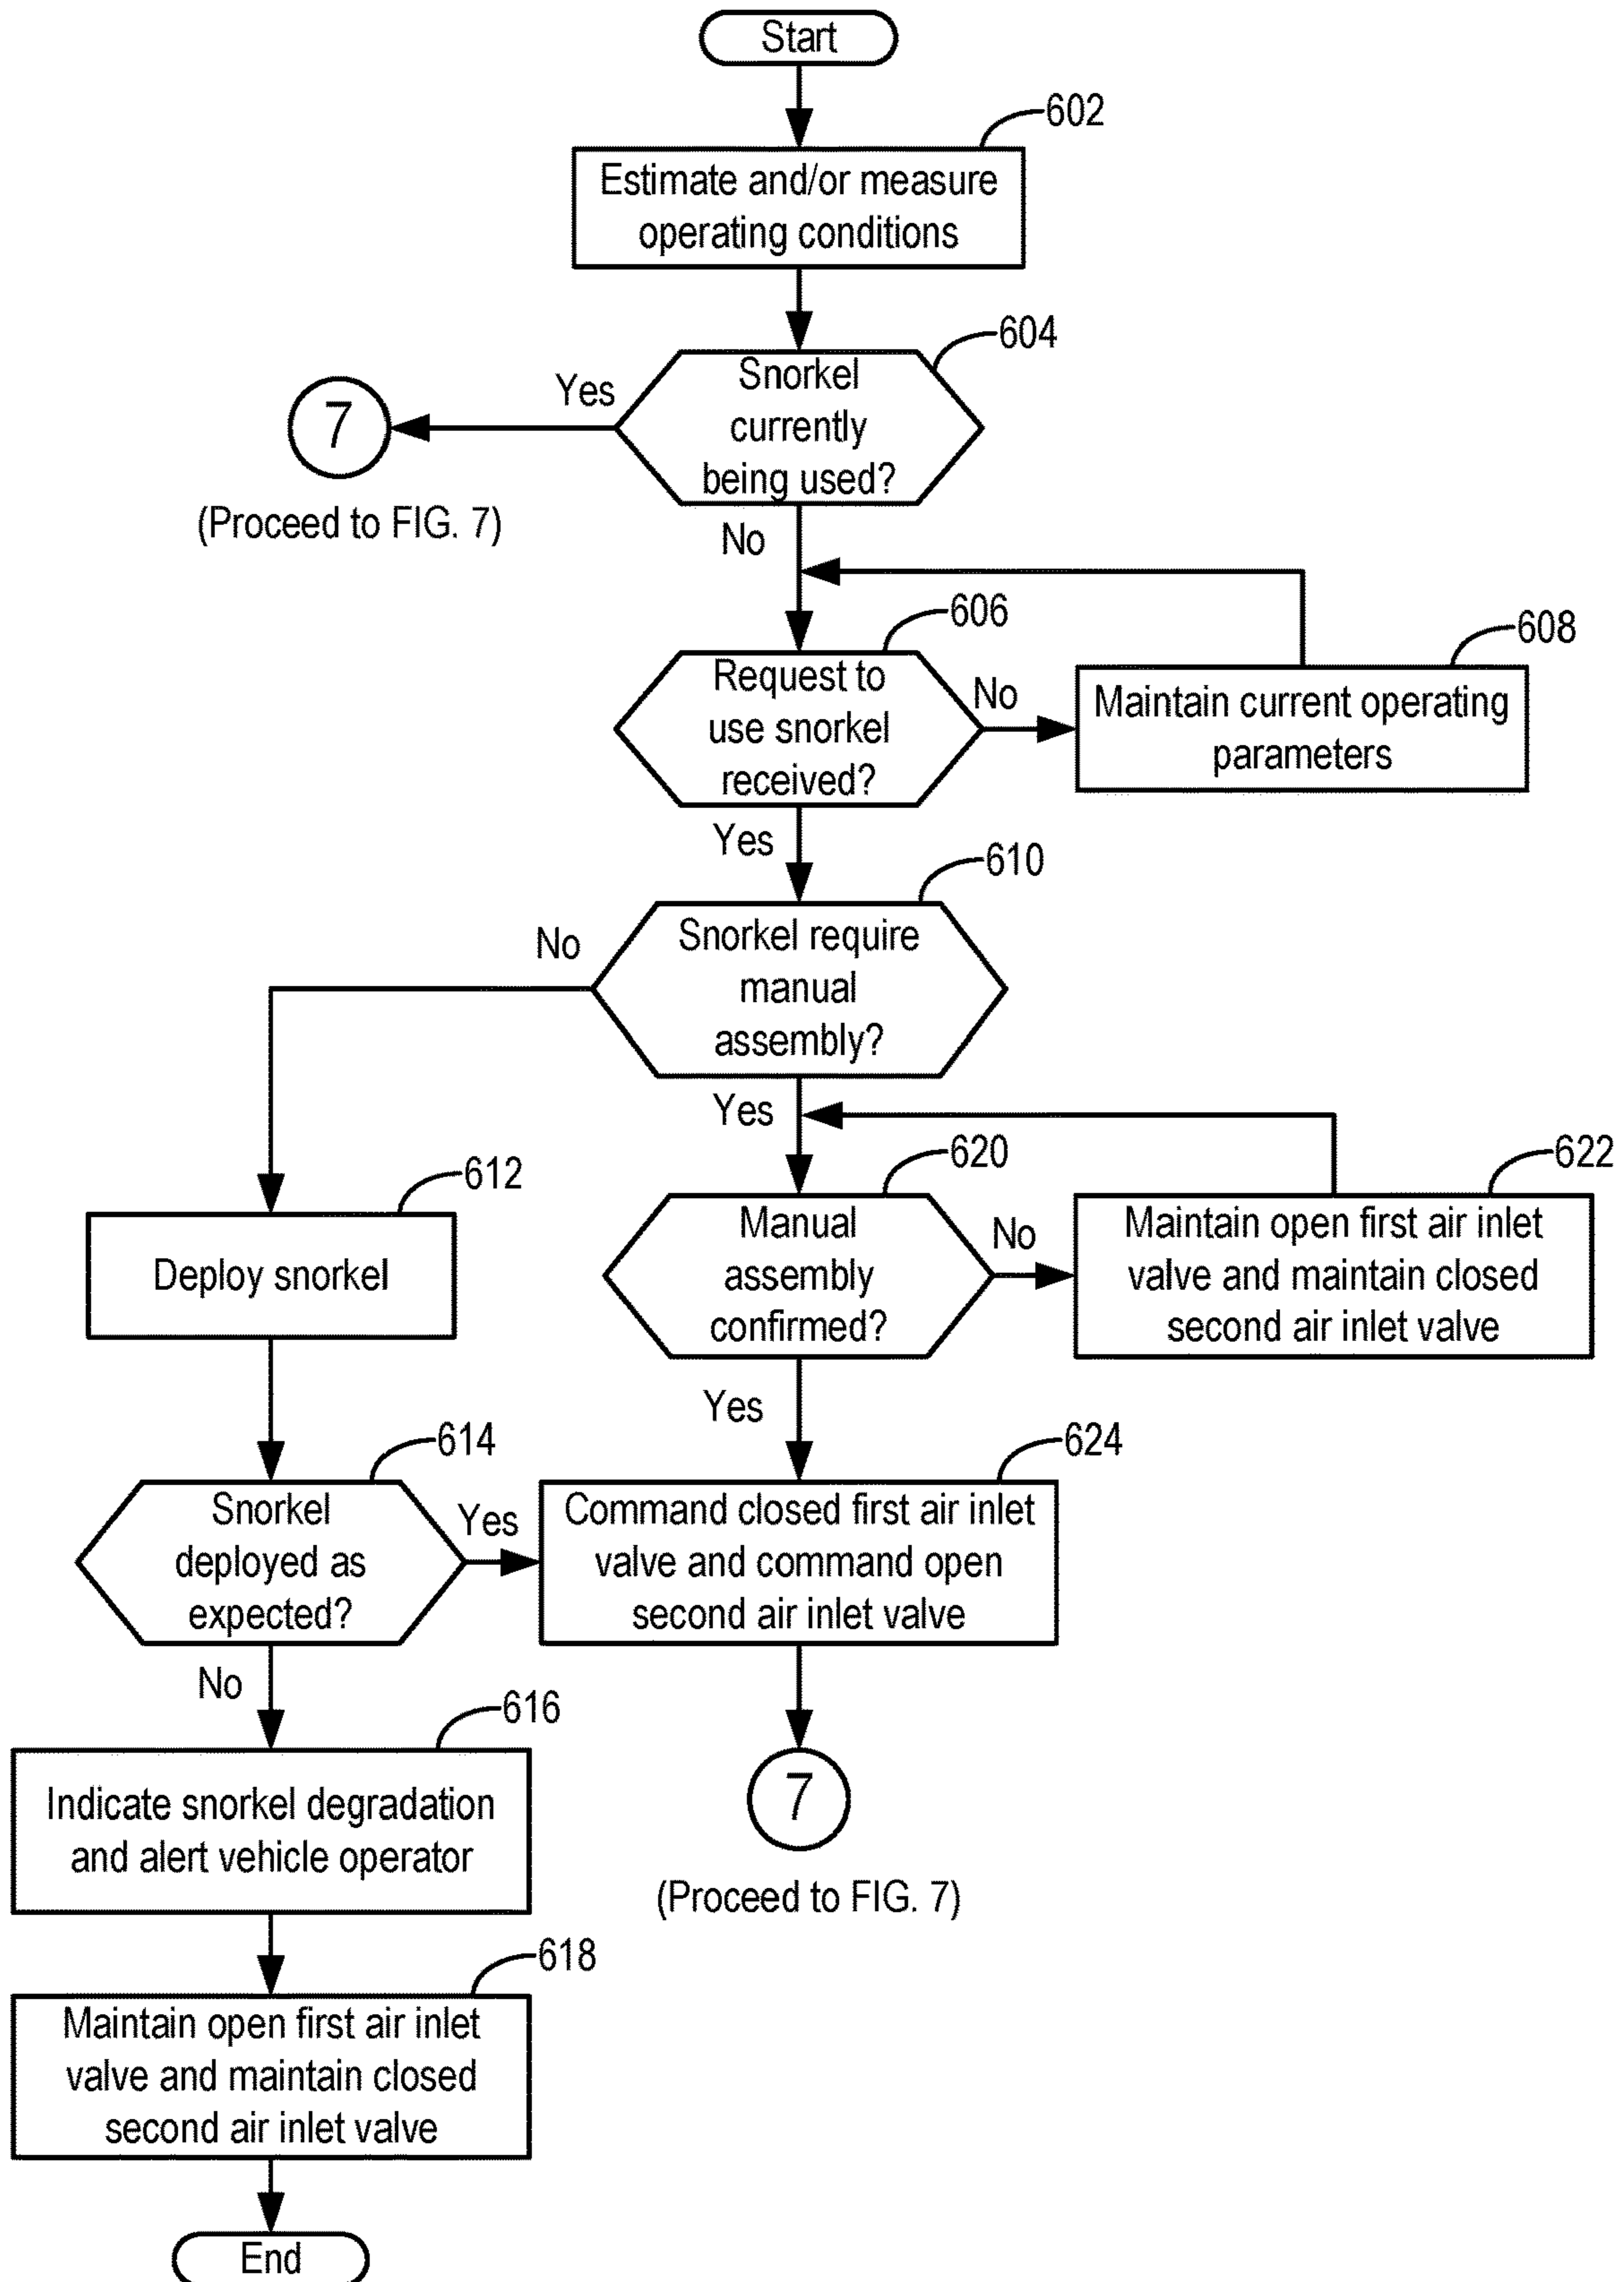 Start
602
Estimate and/or measure
operating conditions
604
Snorkel
currently
being used?
Yes
7
(Proceed to FIG. 7)
No
606
Request to
use snorkel
received?
No
608
Maintain current operating
parameters
Yes
610
Snorkel require
manual
assembly?
No
Yes
612
Deploy snorkel
620
Manual
assembly
confirmed?
No
622
Maintain open first air inlet
valve and maintain closed
second air inlet valve
Yes
614
Snorkel
deployed as
expected?
Yes
624
Command closed first air inlet
valve and command open
second air inlet valve
No
616
Indicate snorkel degradation
and alert vehicle operator
7
(Proceed to FIG. 7)
618
Maintain open first air inlet
valve and maintain closed
second air inlet valve
End